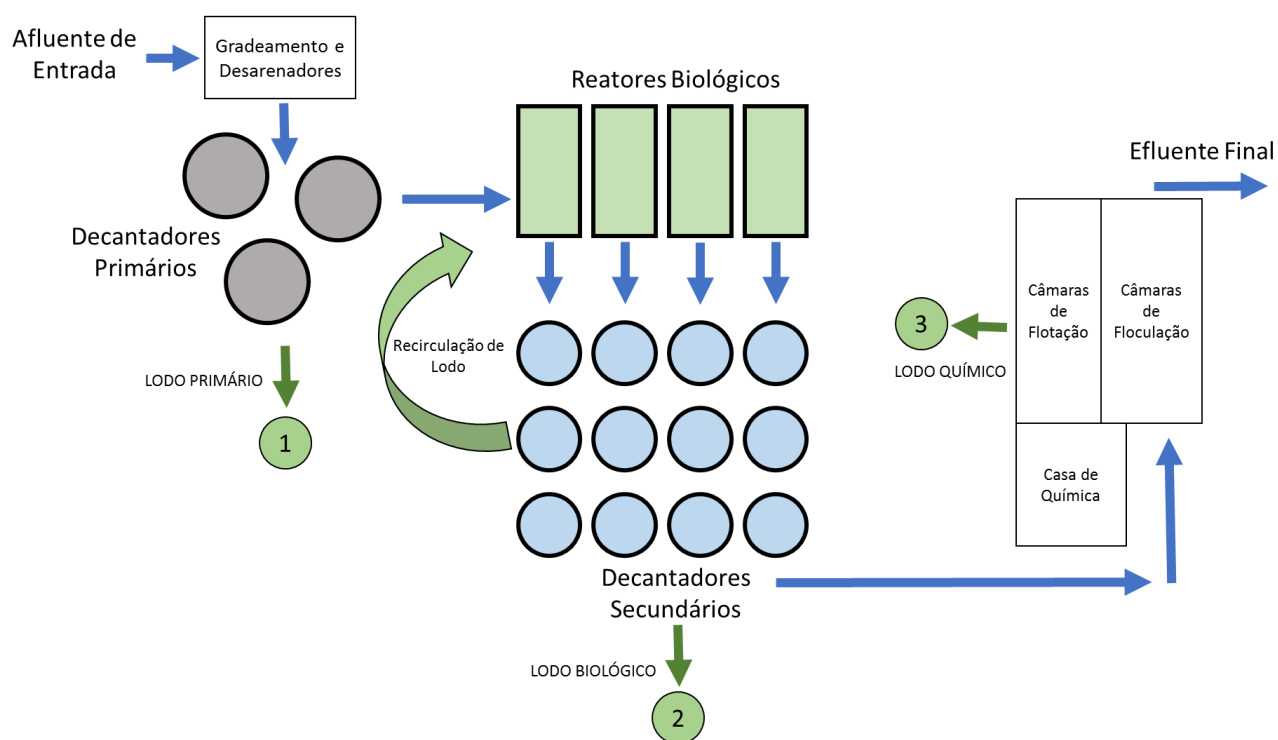 Afluente de
Entrada
Gradeamento e
Desarenadores
Reatores Biológicos
Efluente Final
Decantadores
Primários
Câmaras
de
Flotação
Câmaras
de
Floculação
3
LODO QUÍMICO
Recirculação de
Lodo
LODO PRIMÁRIO
1
Casa de
Química
Decantadores
Secundários
LODO BIOLÓGICO
2